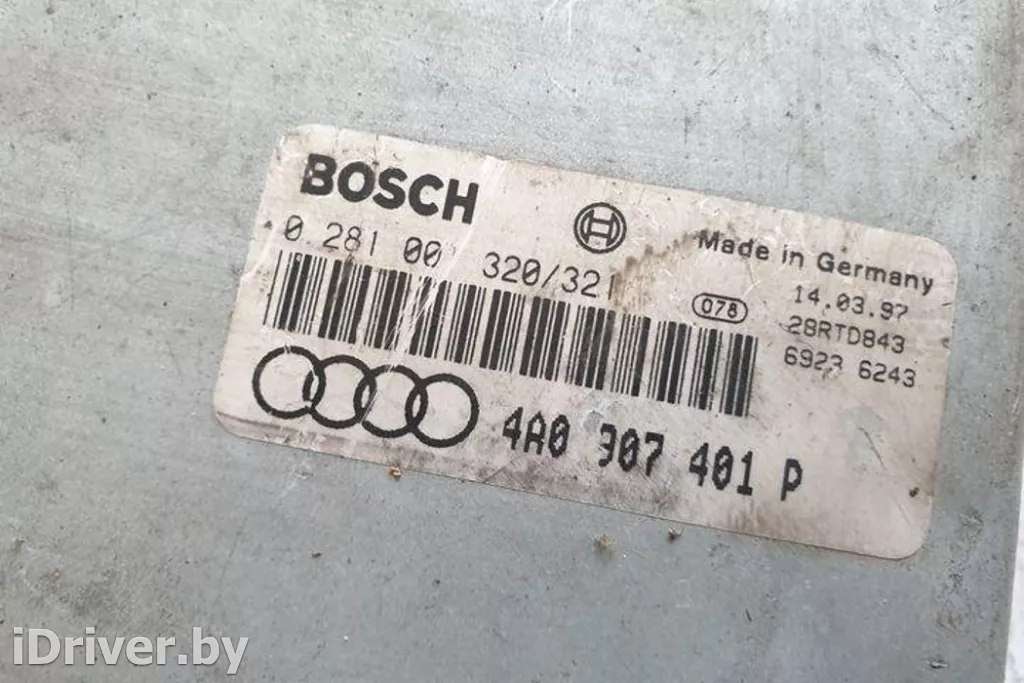 BOSCH
0 281 001 320/321
Made in Germany
14.03.97
078
28RTD843
6923 6243
4A0 907 401 P
iDriver.by